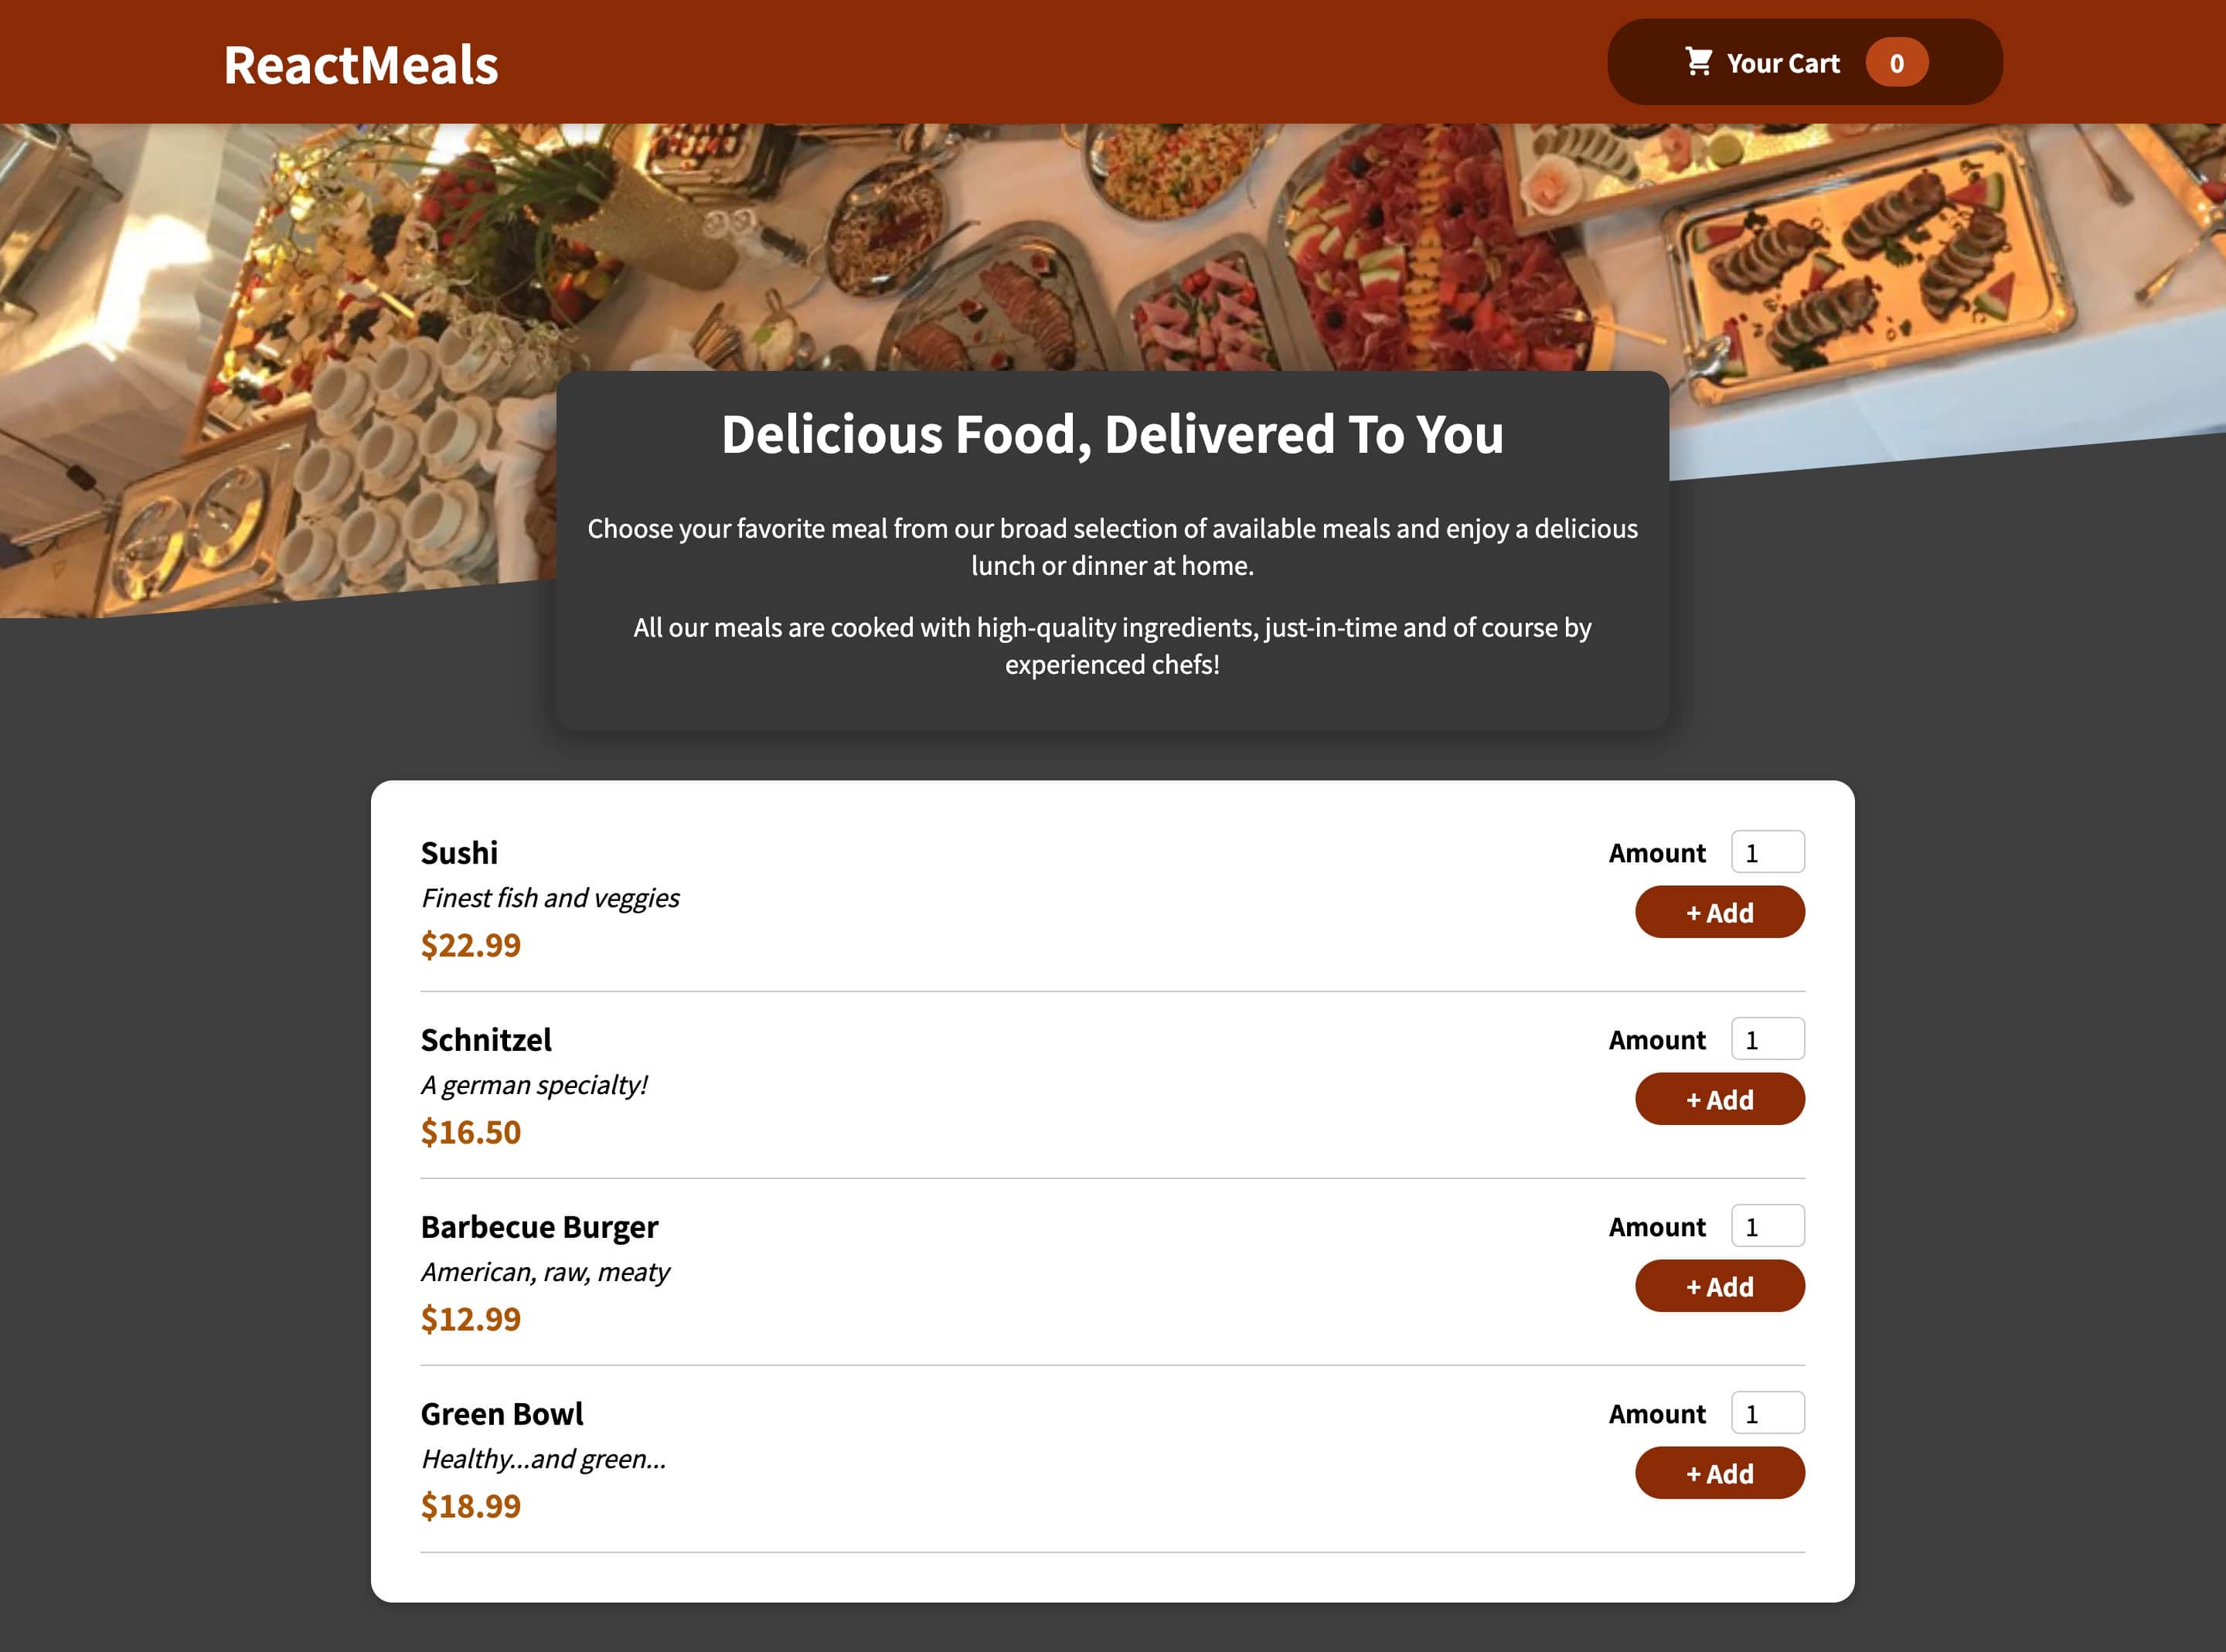 ReactMeals
Your Cart 0
Delicious Food, Delivered To You
Choose your favorite meal from our broad selection of available meals and enjoy a delicious
lunch or dinner at home.
All our meals are cooked with high-quality ingredients, just-in-time and of course by
experienced chefs!
Sushi
Finest fish and veggies
$22.99
Amount 1
+ Add
Schnitzel
A german specialty!
$16.50
Amount 1
+ Add
Barbecue Burger
American, raw, meaty
$12.99
Amount 1
+ Add
Green Bowl
Healthy...and green...
$18.99
Amount 1
+ Add